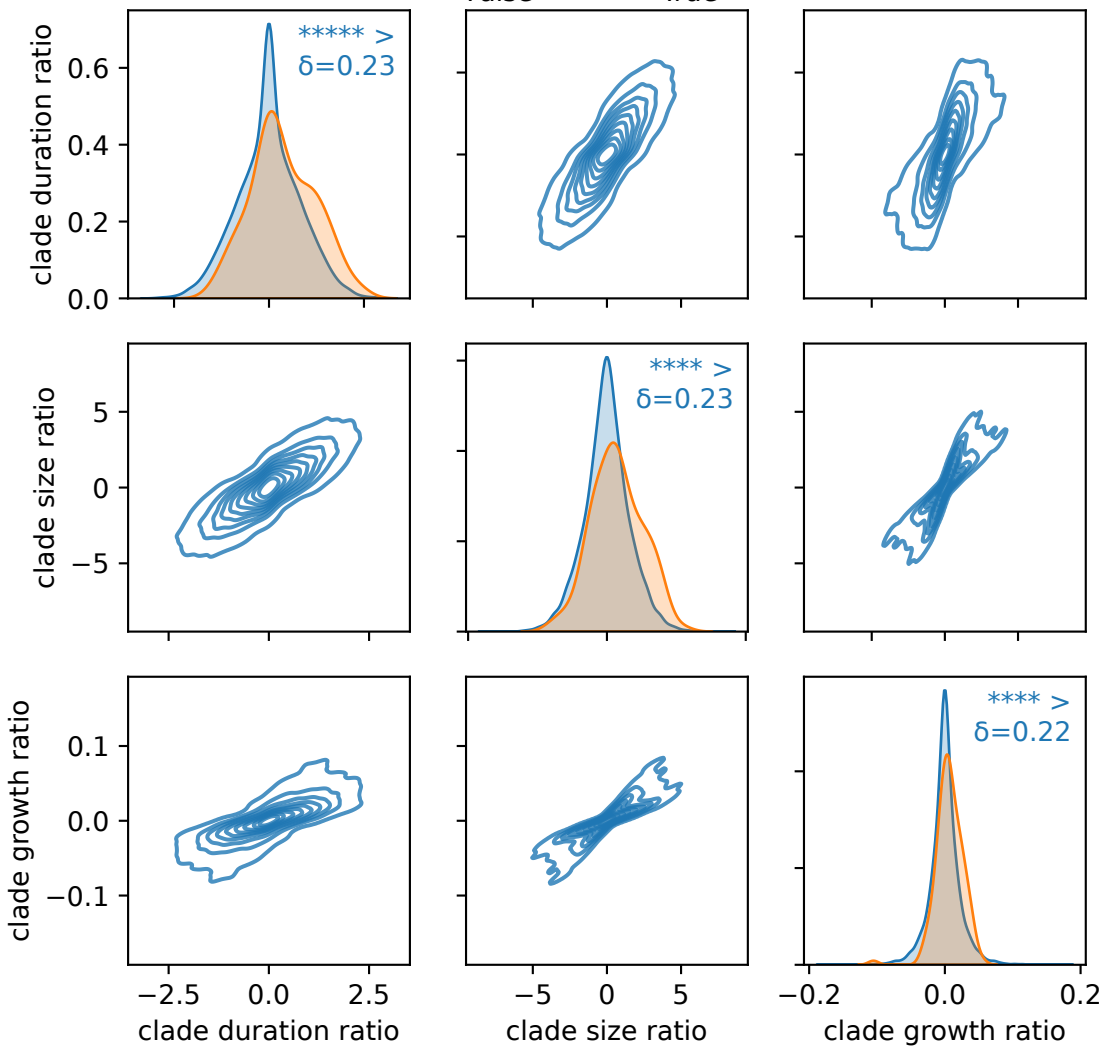 clade duration ratio
0.6
0.4
0.2
0.0
***** >
δ=0.23
clade size ratio
5
0
−5
**** >
δ=0.23
clade growth ratio
0.1
0.0
−0.1
**** >
δ=0.22
−2.5 0.0 2.5
−5 0 5
−0.2 0.0 0.2
clade duration ratio
clade size ratio
clade growth ratio